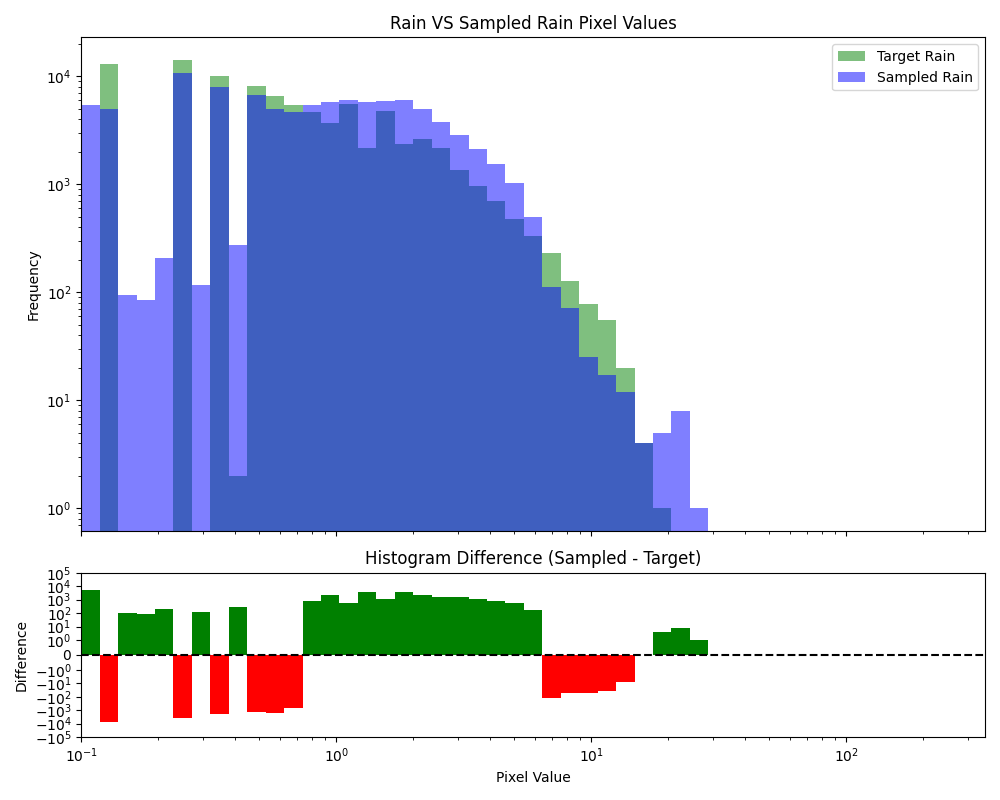 Rain VS Sampled Rain Pixel Values
Target Rain
Sampled Rain
Frequency
10⁴
10³
10²
10¹
10⁰
Histogram Difference (Sampled - Target)
Difference
10⁵
10⁴
10³
10²
10¹
10⁰
0
−10⁰
−10¹
−10²
−10³
−10⁴
−10⁵
10⁻¹ 10⁰ 10¹ 10²
Pixel Value